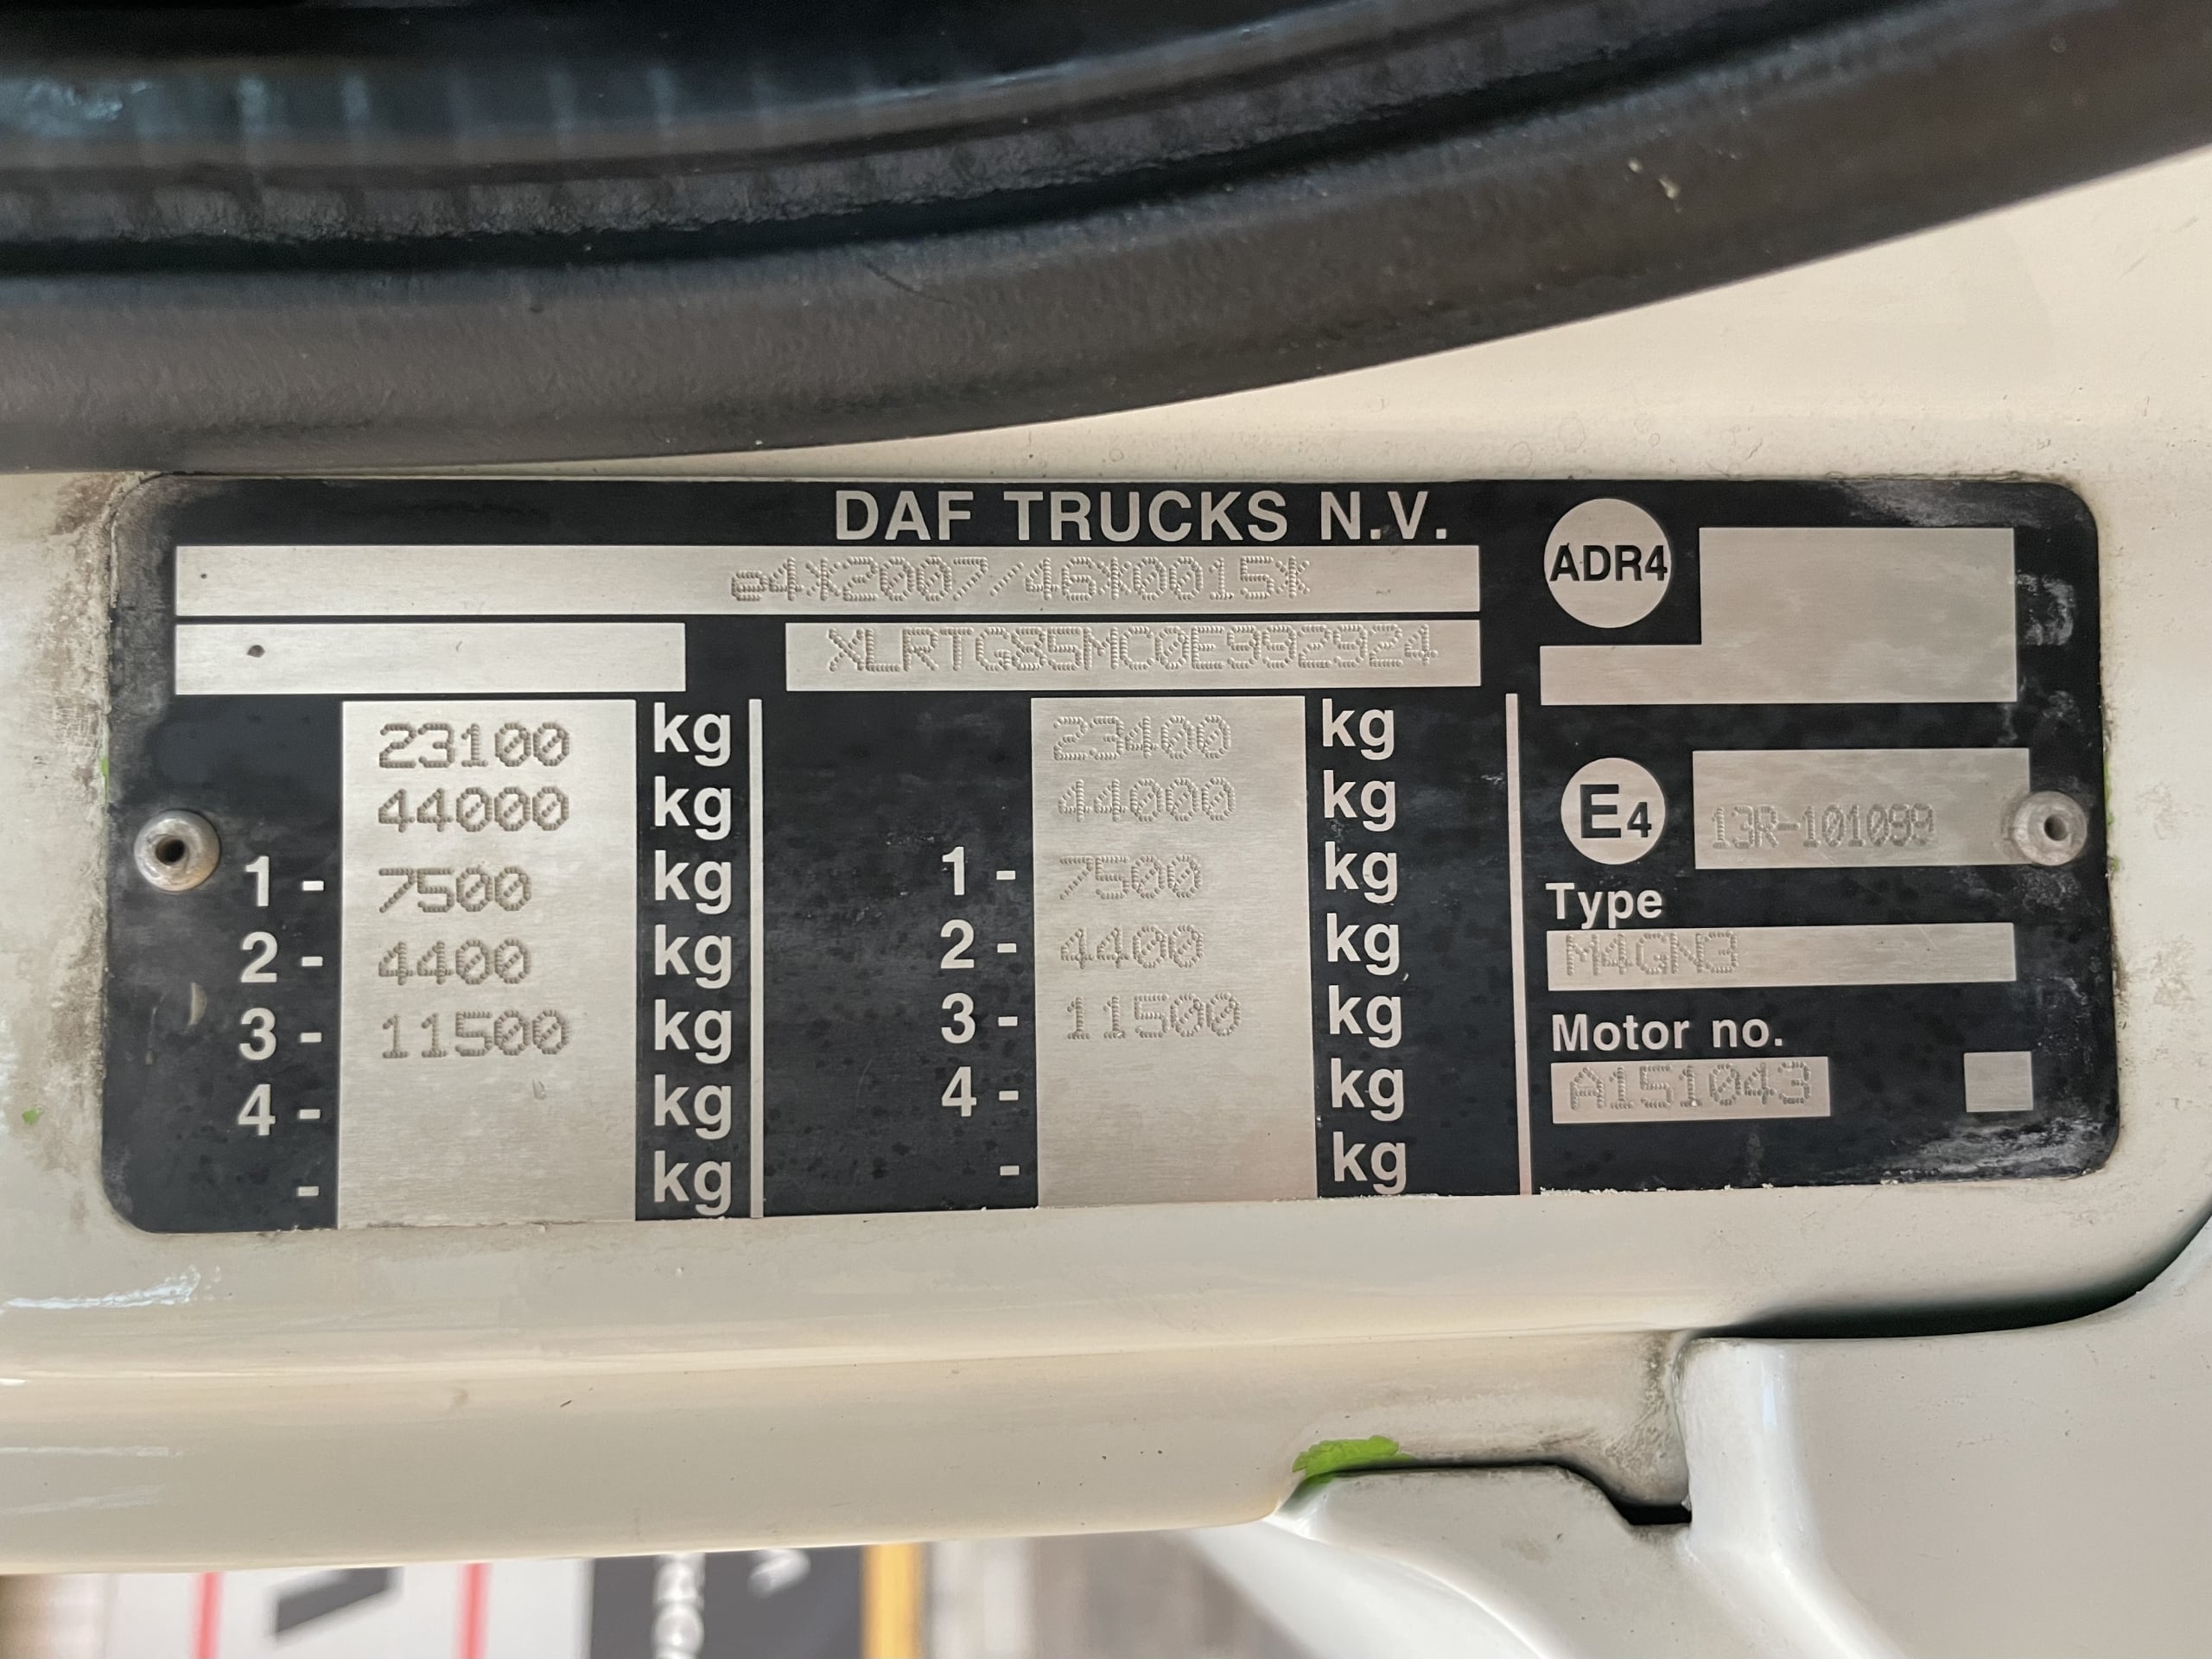 DAF TRUCKS N.V.
e4*2007/46*0015*
XLRTG85MC0E992924
23100 kg
44000 kg
1 - 7500 kg
2 - 4400 kg
3 - 11500 kg
4 - kg
- kg
23400 kg
44000 kg
1 - 7500 kg
2 - 4400 kg
3 - 11500 kg
4 - kg
- kg
ADR4
E4 13R-101099
Type
M4GN3
Motor no.
A151043